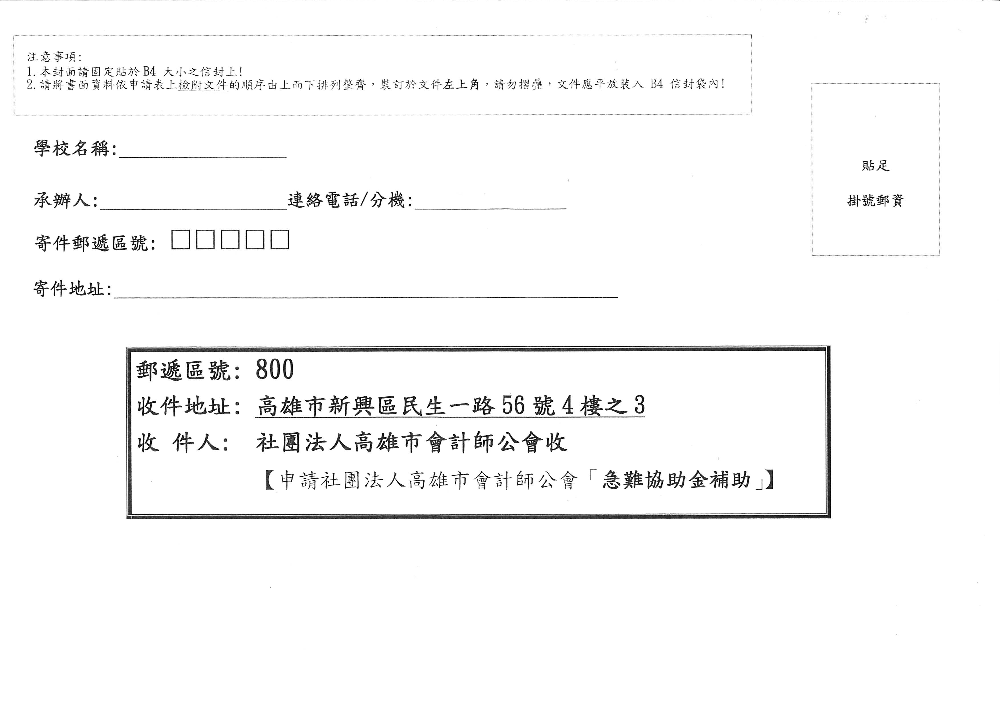 注意事項:
1. 本封面請固定貼於 B4 大小之信封上!
2. 請將書面資料依申請表上檢附文件的順序由上而下排列整齊，裝訂於文件左上角，請勿摺疊，文件應平放裝入 B4 信封袋內!
貼足
掛號郵資
學校名稱:
承辦人: 連絡電話/分機:
寄件郵遞區號: □□□□□
寄件地址:
郵遞區號: 800
收件地址: 高雄市新興區民生一路 56 號 4 樓之 3
收 件人: 社團法人高雄市會計師公會收
【申請社團法人高雄市會計師公會「急難協助金補助」】